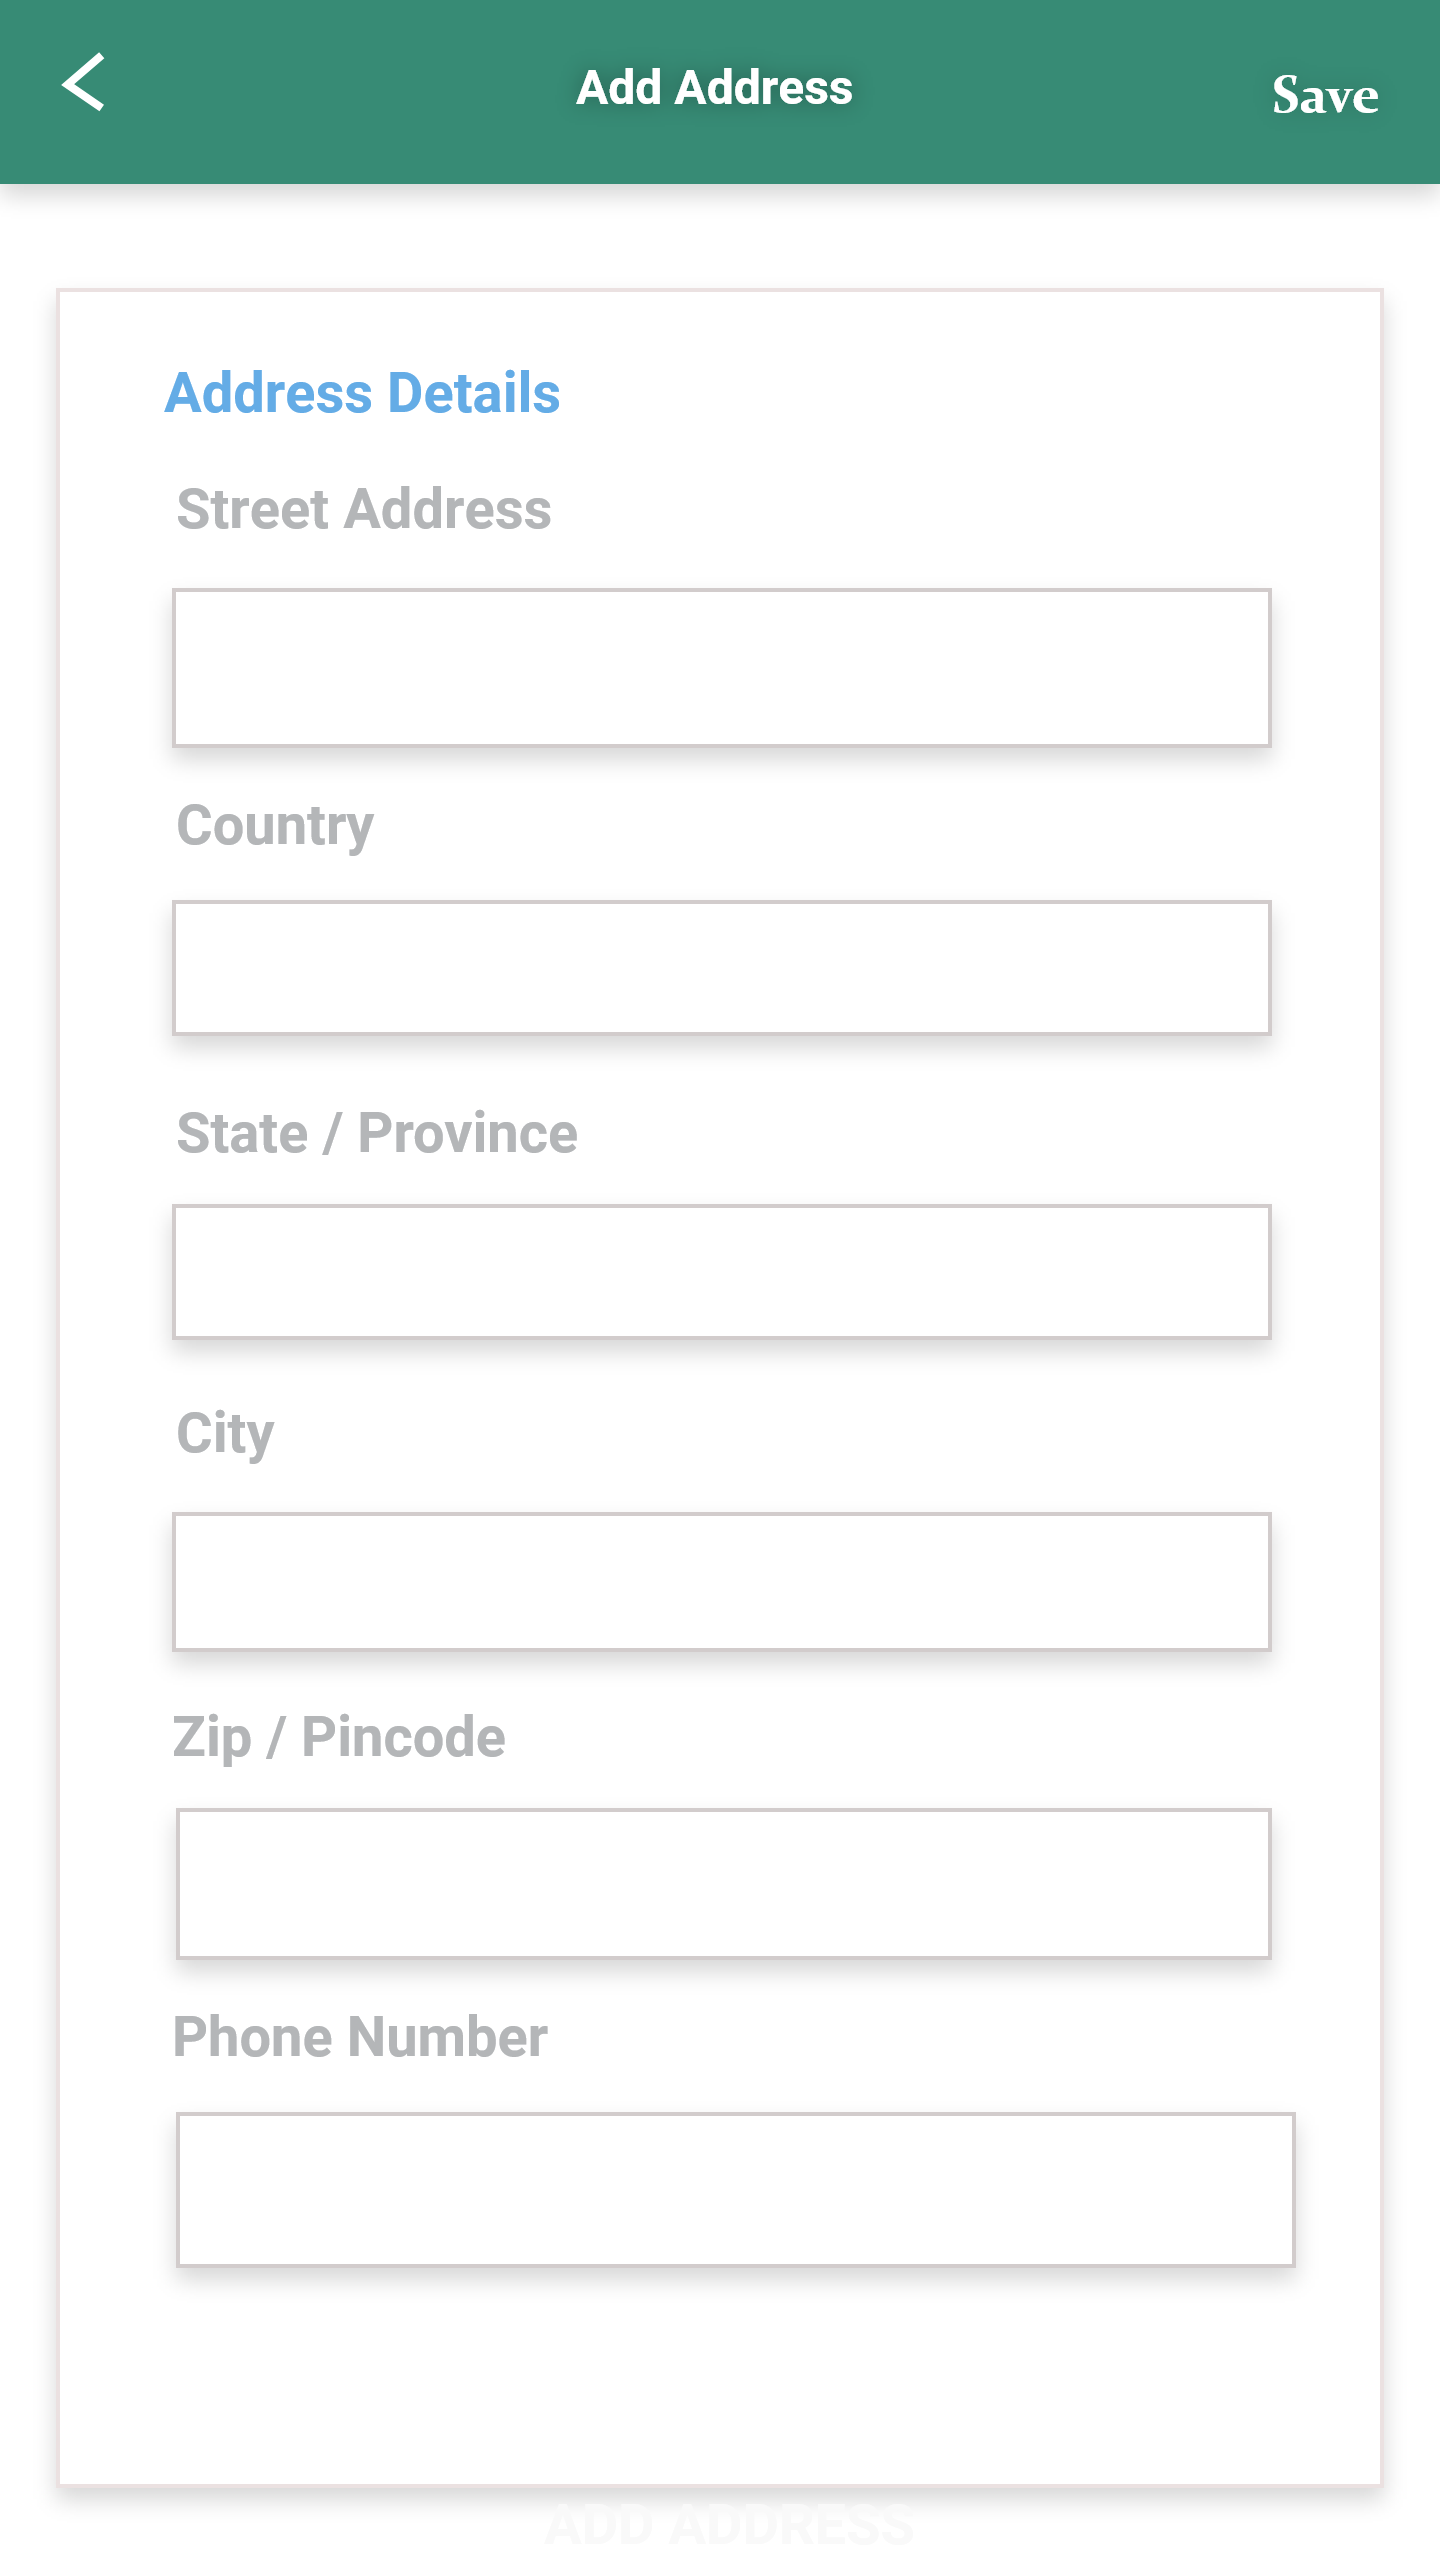 Add Address
Save
Address Details
Street Address
Country
State / Province
City
Zip / Pincode
Phone Number
ADD ADDRESS